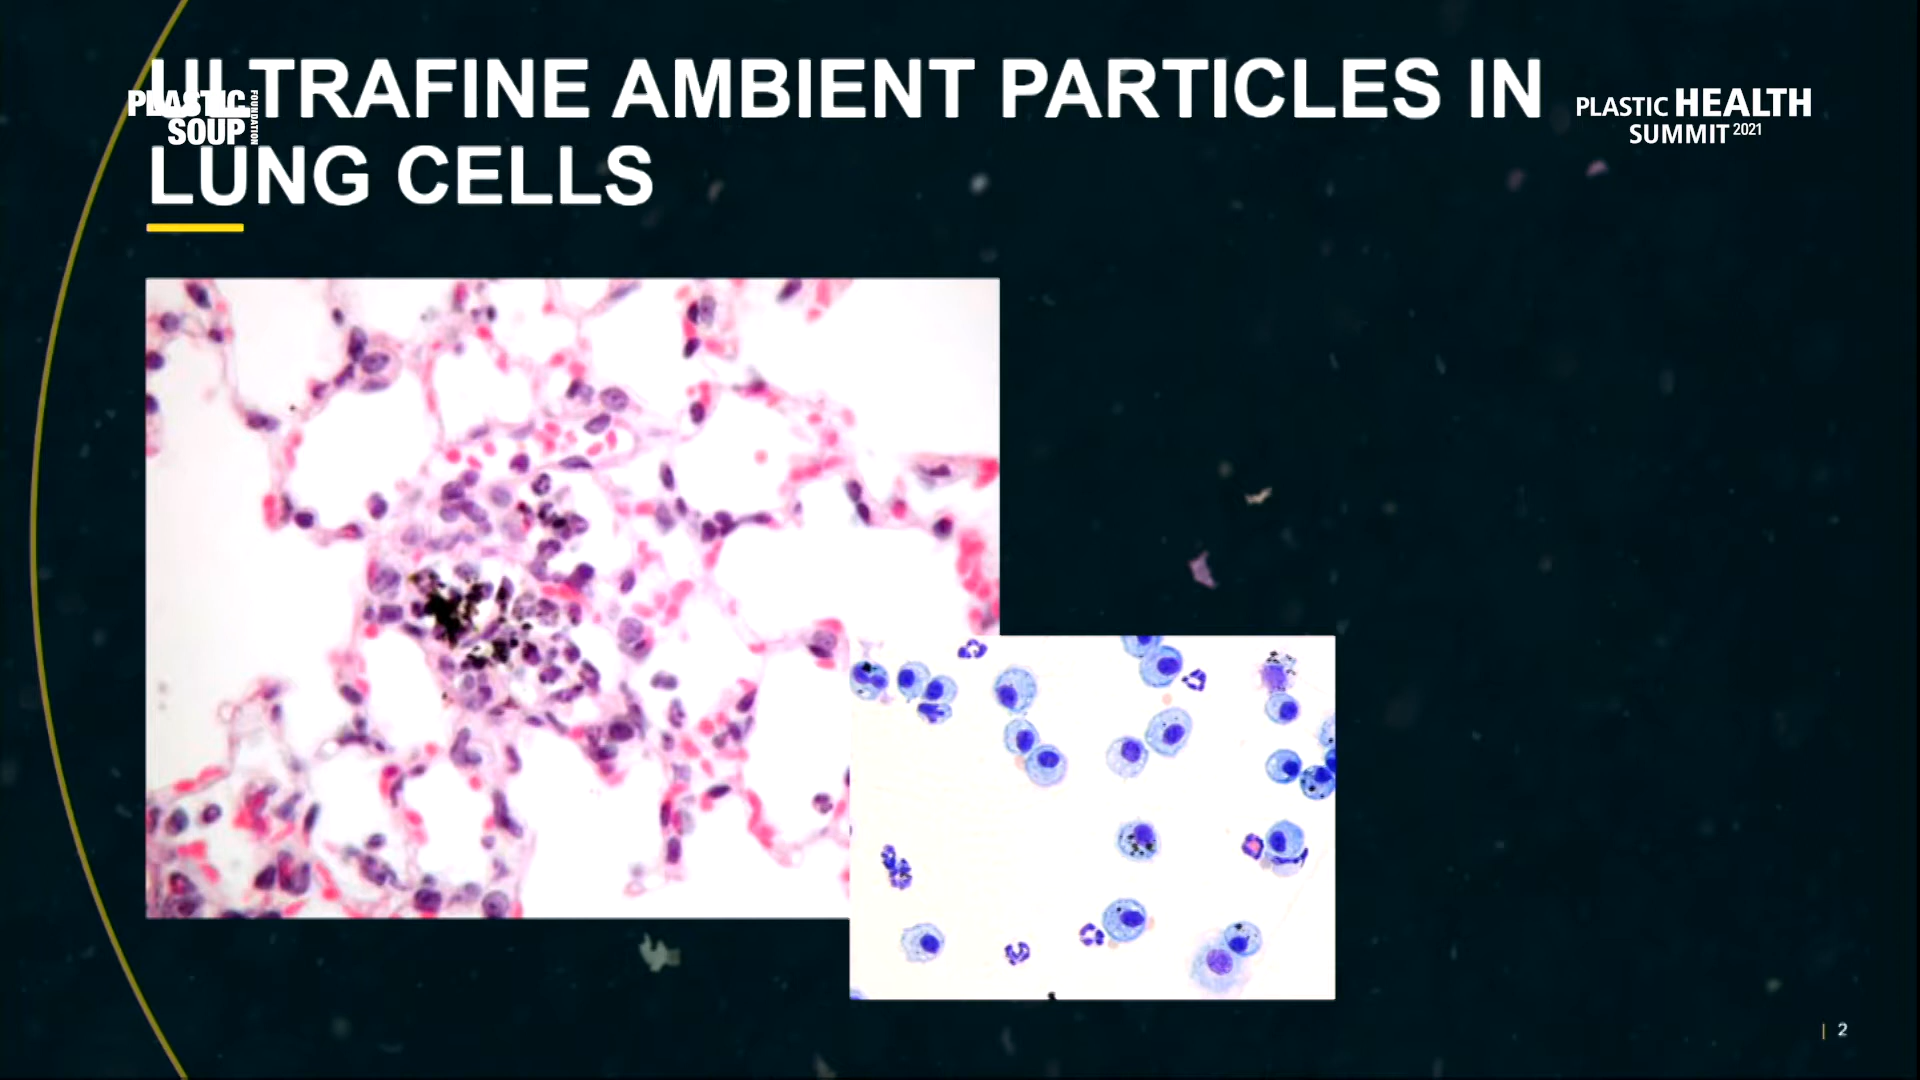 ULTRAFINE AMBIENT PARTICLES IN
LUNG CELLS
PLASTIC
SOUP
FOUNDATION
PLASTIC HEALTH
SUMMIT 2021
| 2